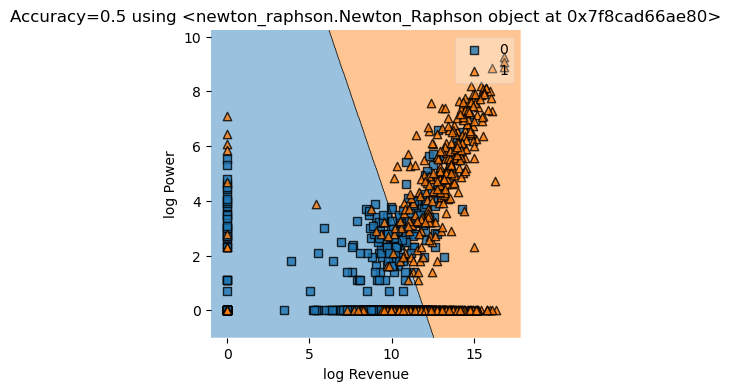 Accuracy=0.5 using <newton_raphson.Newton_Raphson object at 0x7f8cad66ae80>
10
8
6
4
2
0
log Power
0
1
0 5 10 15
log Revenue